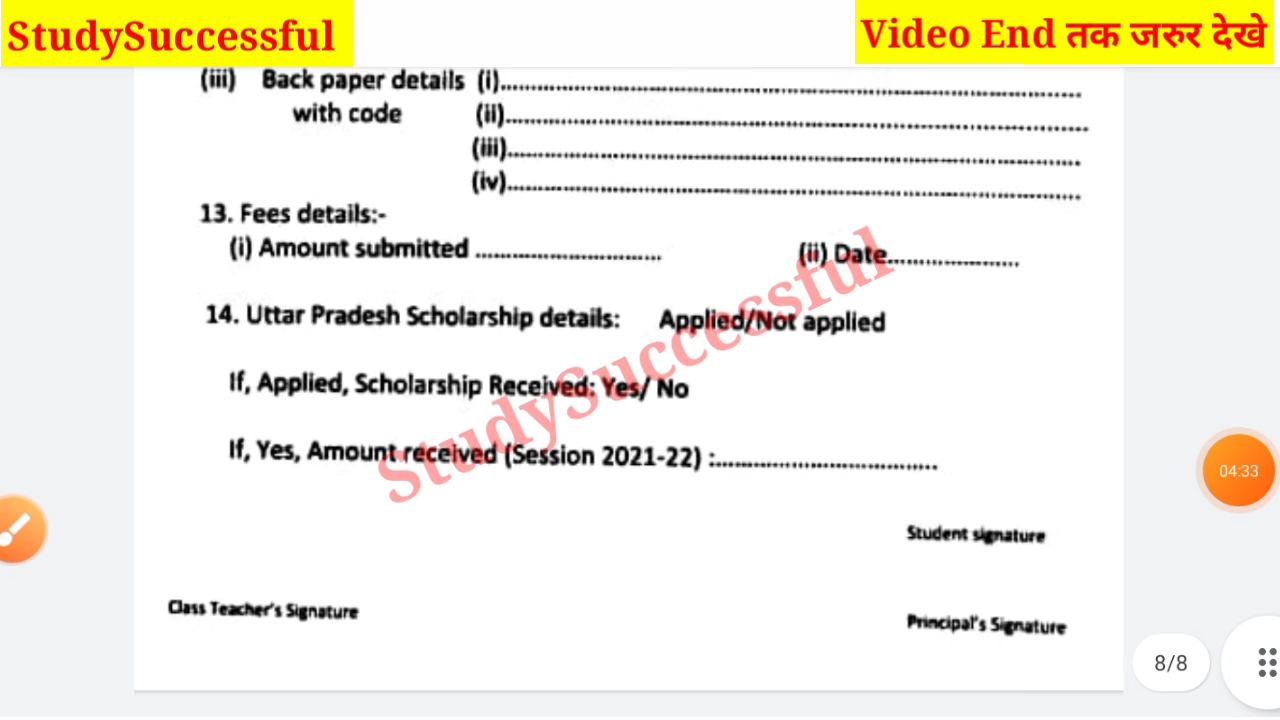 StudySuccessful
Video End तक जरुर देखे
(iii) Back paper details (i)........................
with code (ii)........................
(iii)........................
(iv)........................
13. Fees details:-
(i) Amount submitted ........................ (ii) Date........................
14. Uttar Pradesh Scholarship details: Applied/Not applied
StudySuccessful
If, Applied, Scholarship Received: Yes/ No
If, Yes, Amount received (Session 2021-22) :........................
04:33
Student signature
Class Teacher's Signature
Principal's Signature
8/8